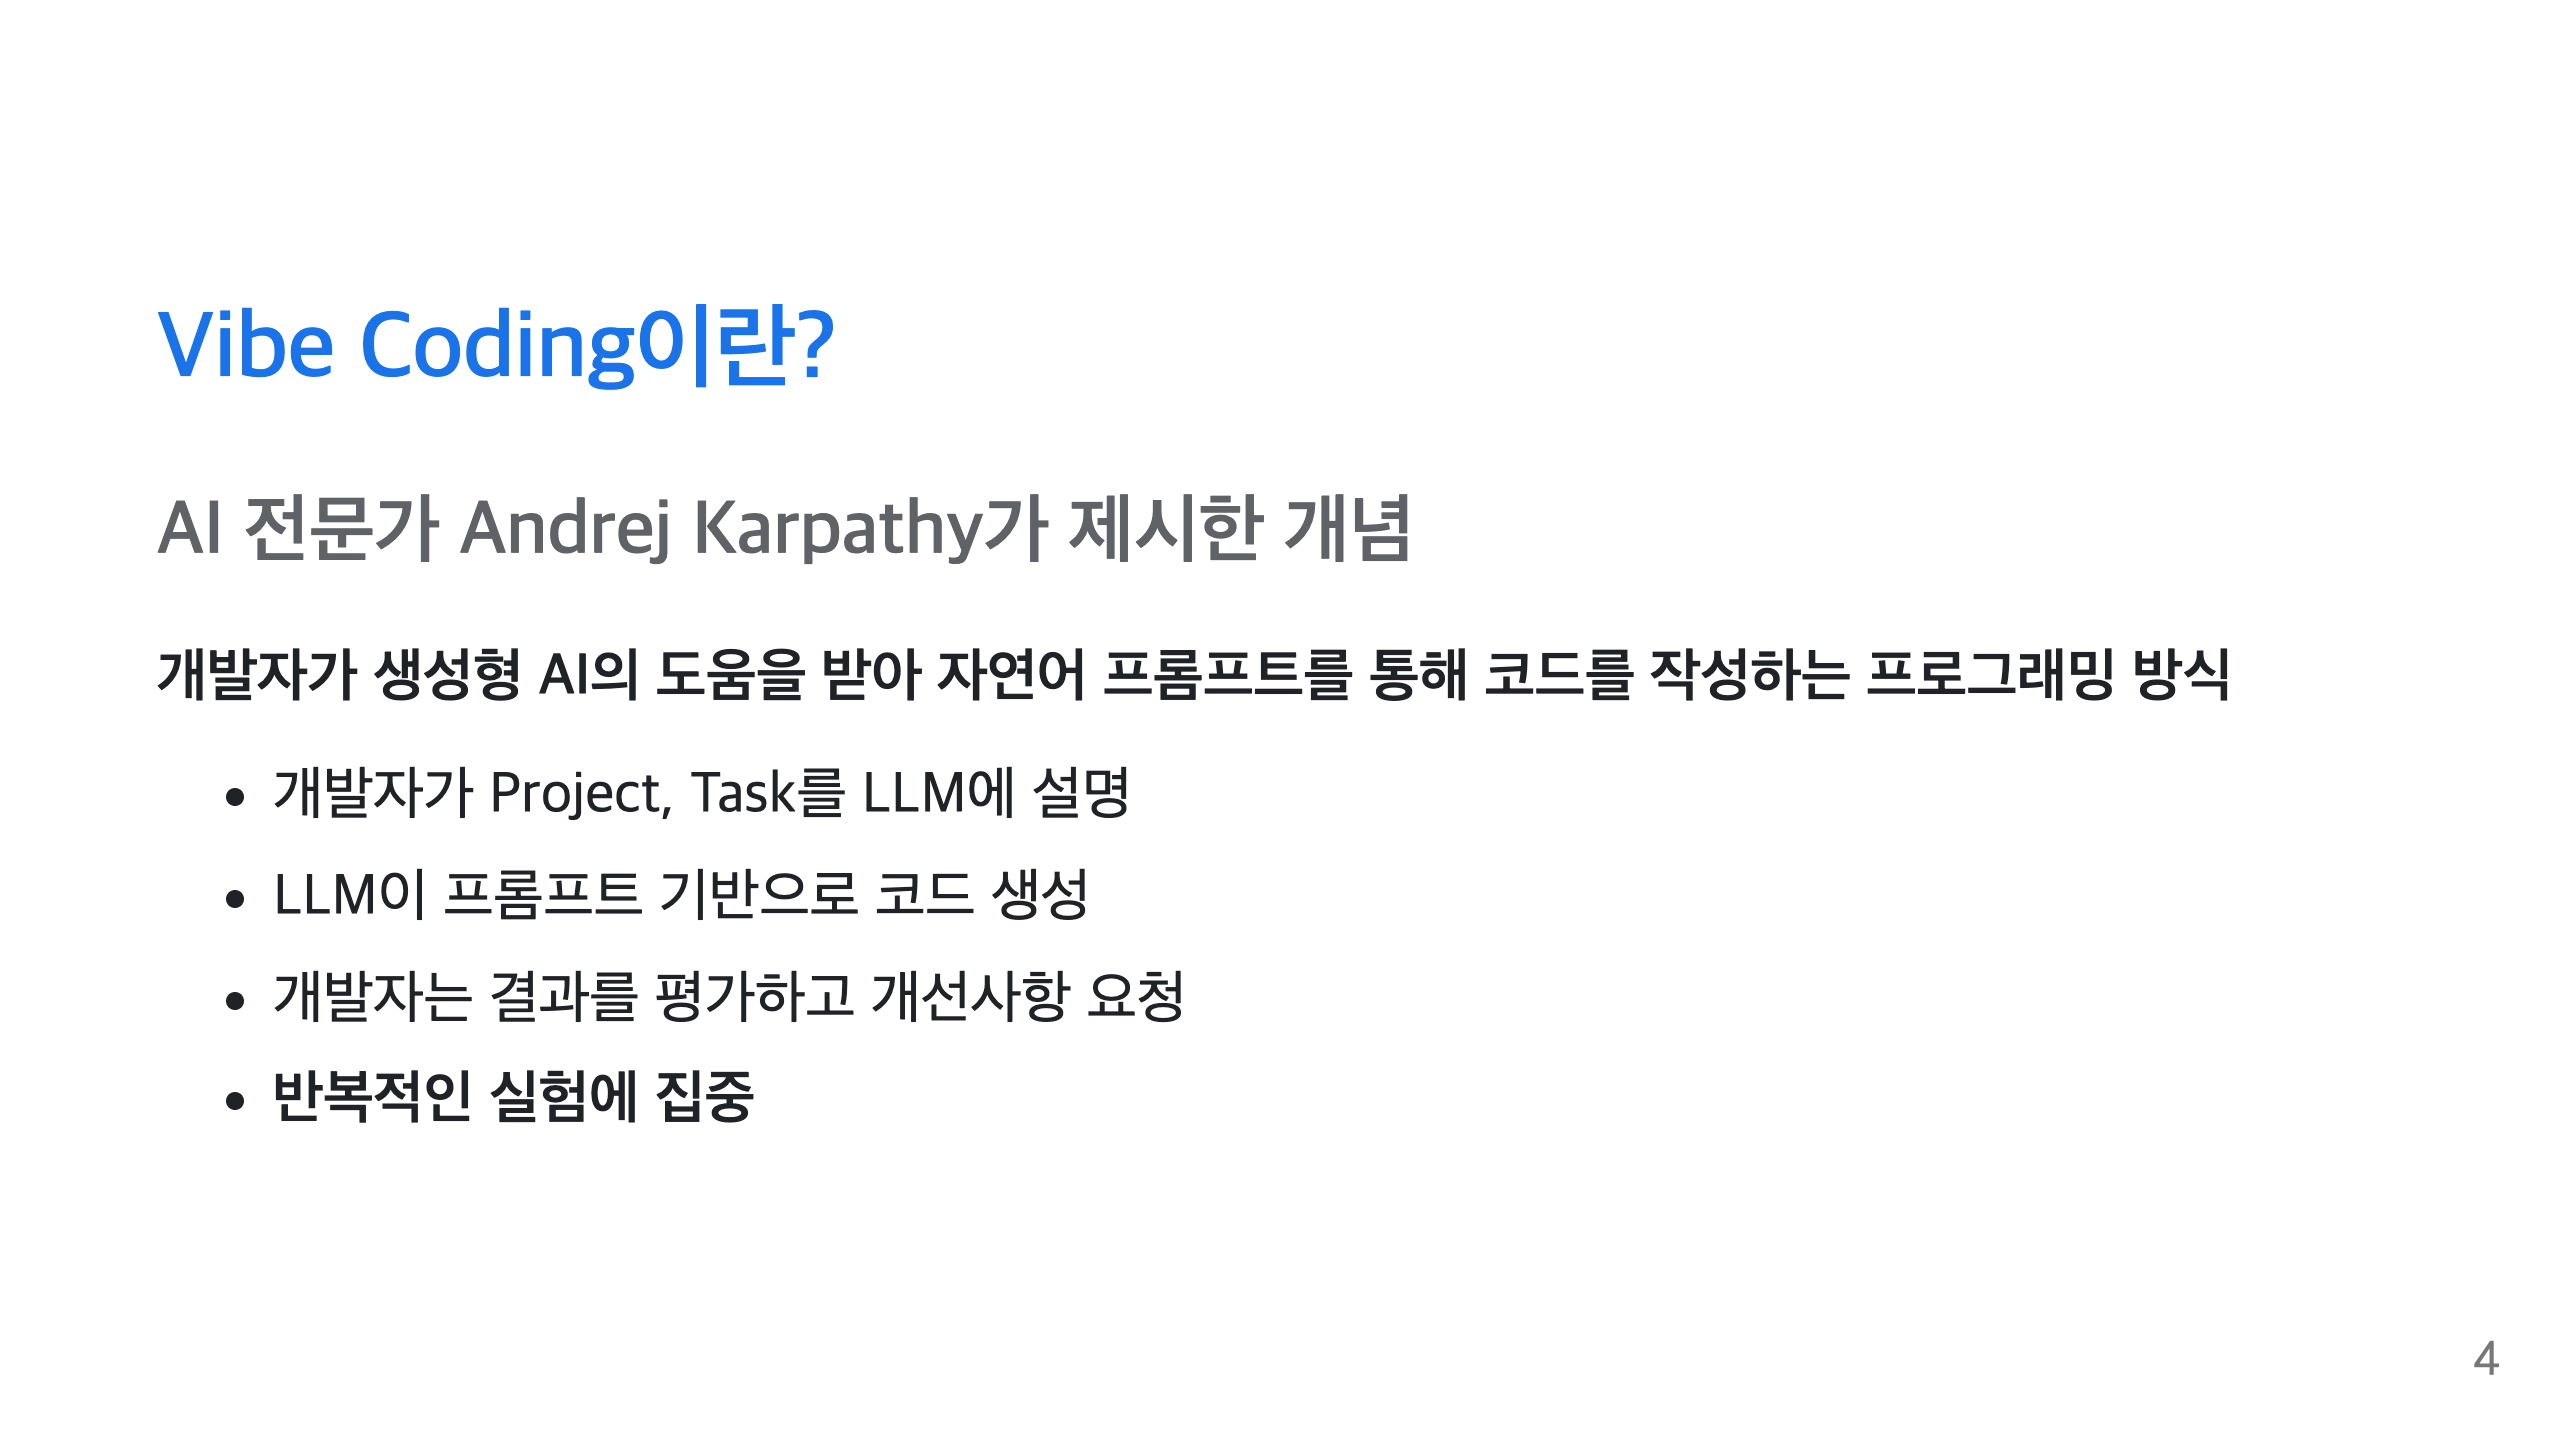 Vibe Coding이란?
AI 전문가 Andrej Karpathy가 제시한 개념
개발자가 생성형 AI의 도움을 받아 자연어 프롬프트를 통해 코드를 작성하는 프로그래밍 방식
• 개발자가 Project, Task를 LLM에 설명
• LLM이 프롬프트 기반으로 코드 생성
• 개발자는 결과를 평가하고 개선사항 요청
• 반복적인 실험에 집중
4